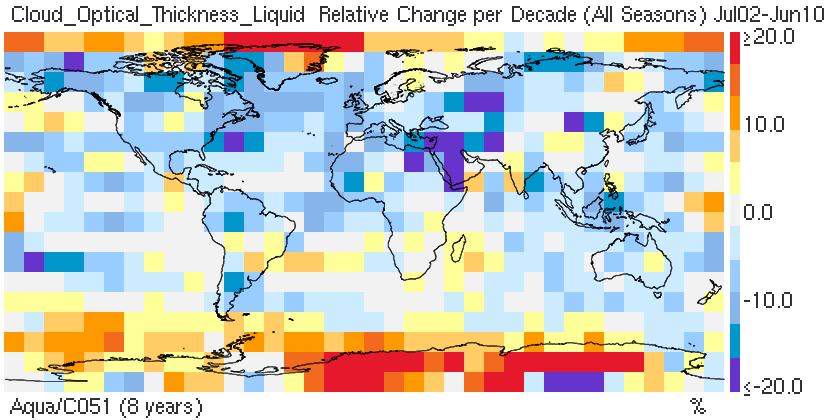 Cloud_Optical_Thickness_Liquid Relative Change per Decade (All Seasons) Jul02-Jun10
≥20.0
10.0
0.0
-10.0
≤-20.0
Aqua/C051 (8 years) %